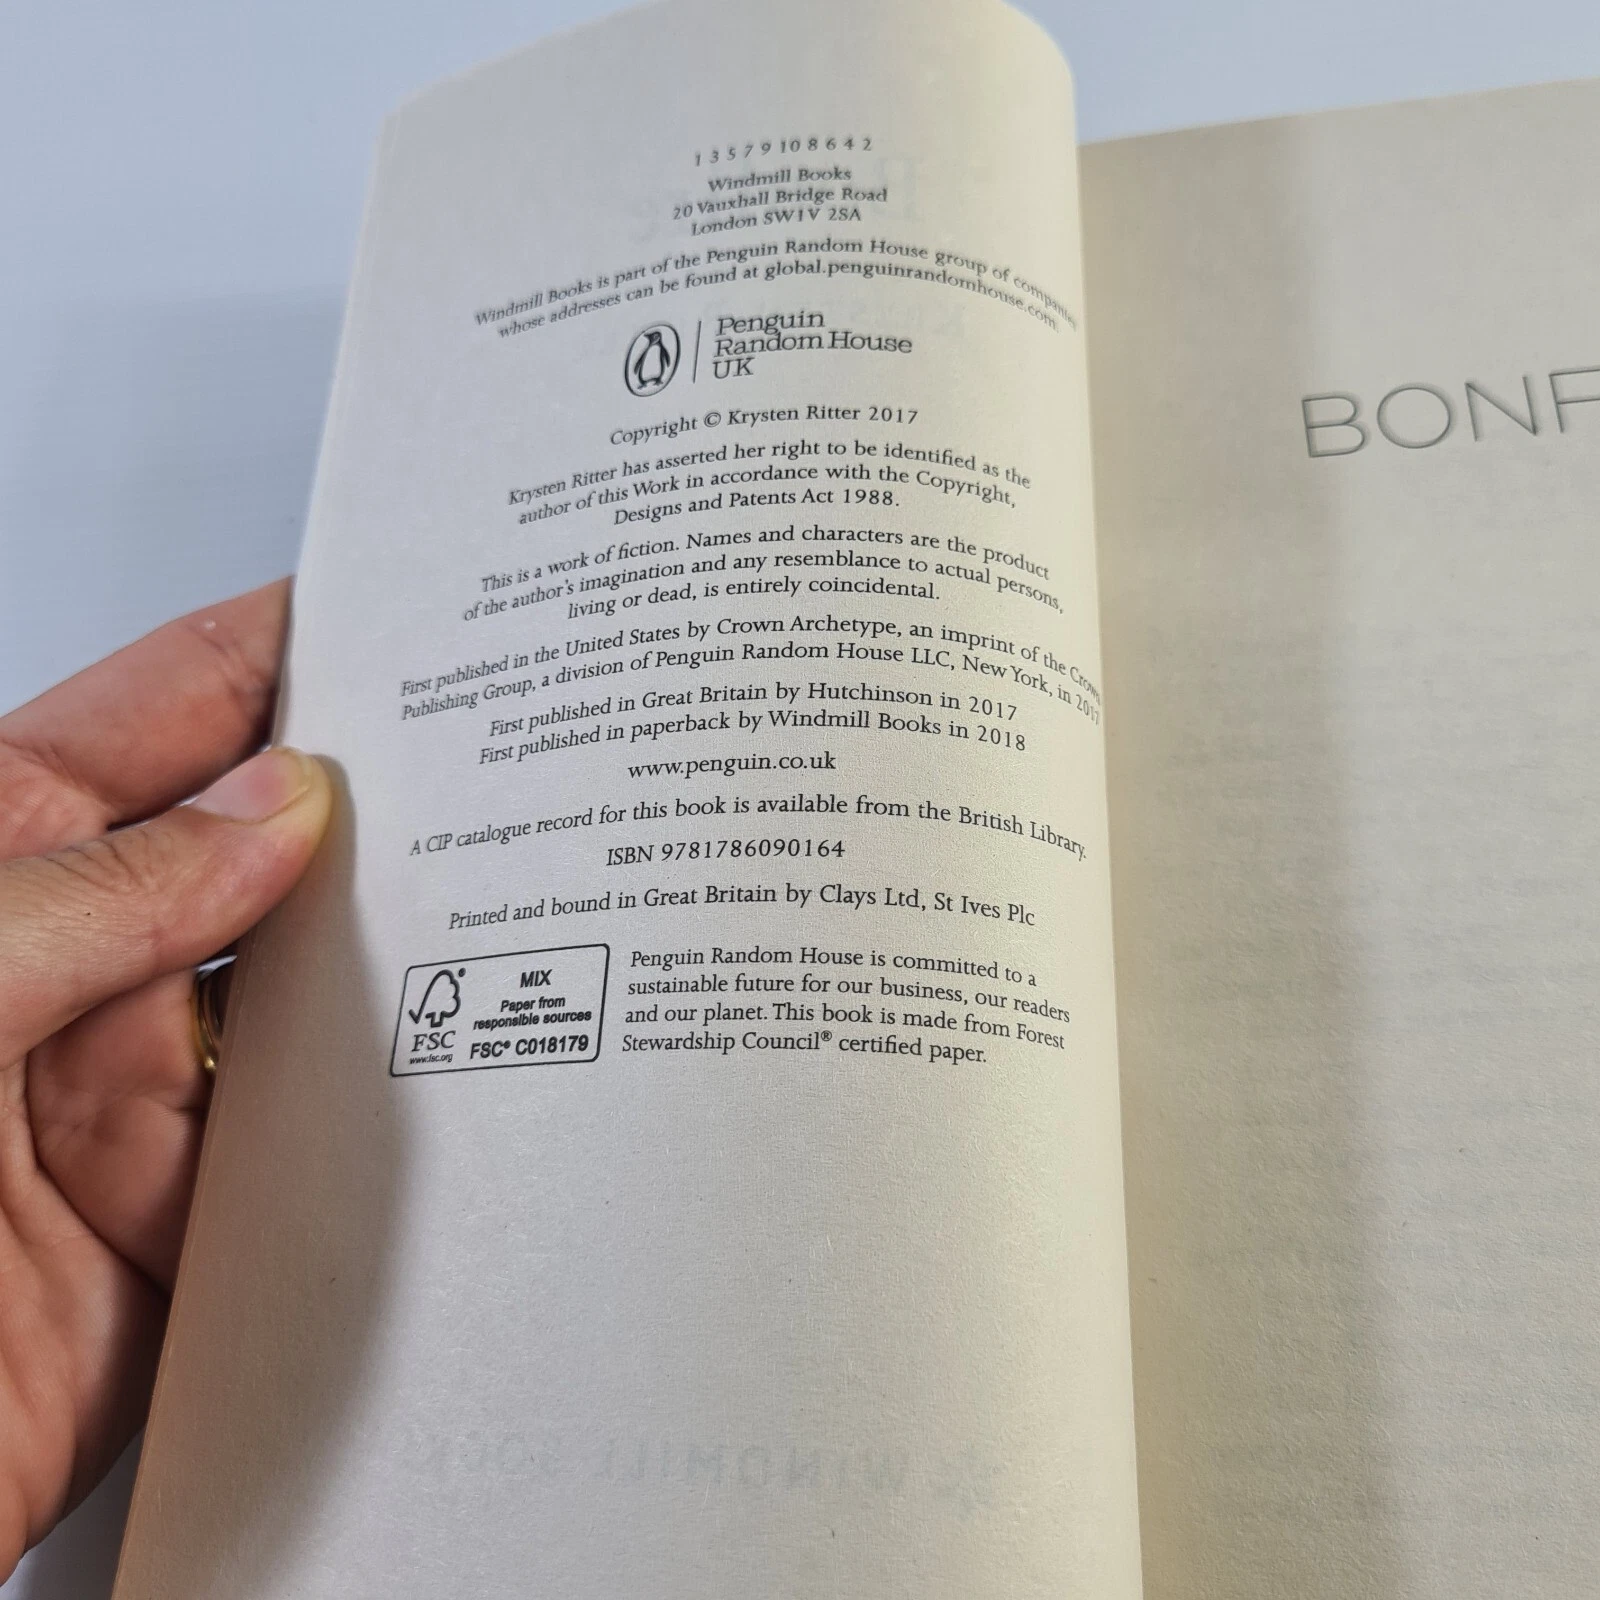 1 3 5 7 9 10 8 6 4 2
Windmill Books
20 Vauxhall Bridge Road
London SW1V 2SA
Windmill Books is part of the Penguin Random House group of companies
whose addresses can be found at global.penguinrandomhouse.com.
Penguin
Random House
UK
Copyright © Krysten Ritter 2017
Krysten Ritter has asserted her right to be identified as the
author of this Work in accordance with the Copyright,
Designs and Patents Act 1988.
This is a work of fiction. Names and characters are the product
of the author's imagination and any resemblance to actual persons,
living or dead, is entirely coincidental.
First published in the United States by Crown Archetype, an imprint of the Crown
Publishing Group, a division of Penguin Random House LLC, New York, in 2017
First published in Great Britain by Hutchinson in 2017
First published in paperback by Windmill Books in 2018
www.penguin.co.uk
A CIP catalogue record for this book is available from the British Library.
ISBN 9781786090164
Printed and bound in Great Britain by Clays Ltd, St Ives Plc
FSC
www.fsc.org
MIX
Paper from
responsible sources
FSC® C018179
Penguin Random House is committed to a
sustainable future for our business, our readers
and our planet. This book is made from Forest
Stewardship Council® certified paper.
BONF